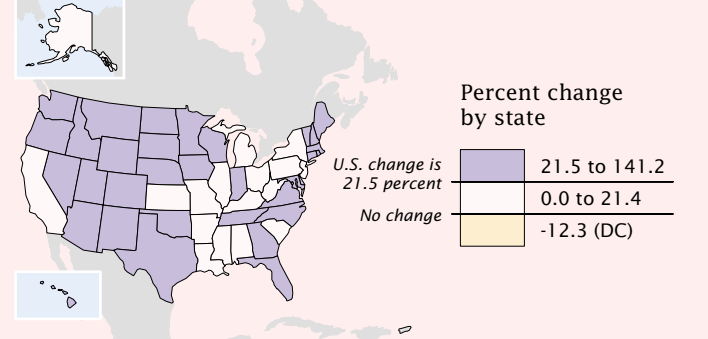 Percent change
by state
U.S. change is
21.5 percent
21.5 to 141.2
0.0 to 21.4
No change
-12.3 (DC)